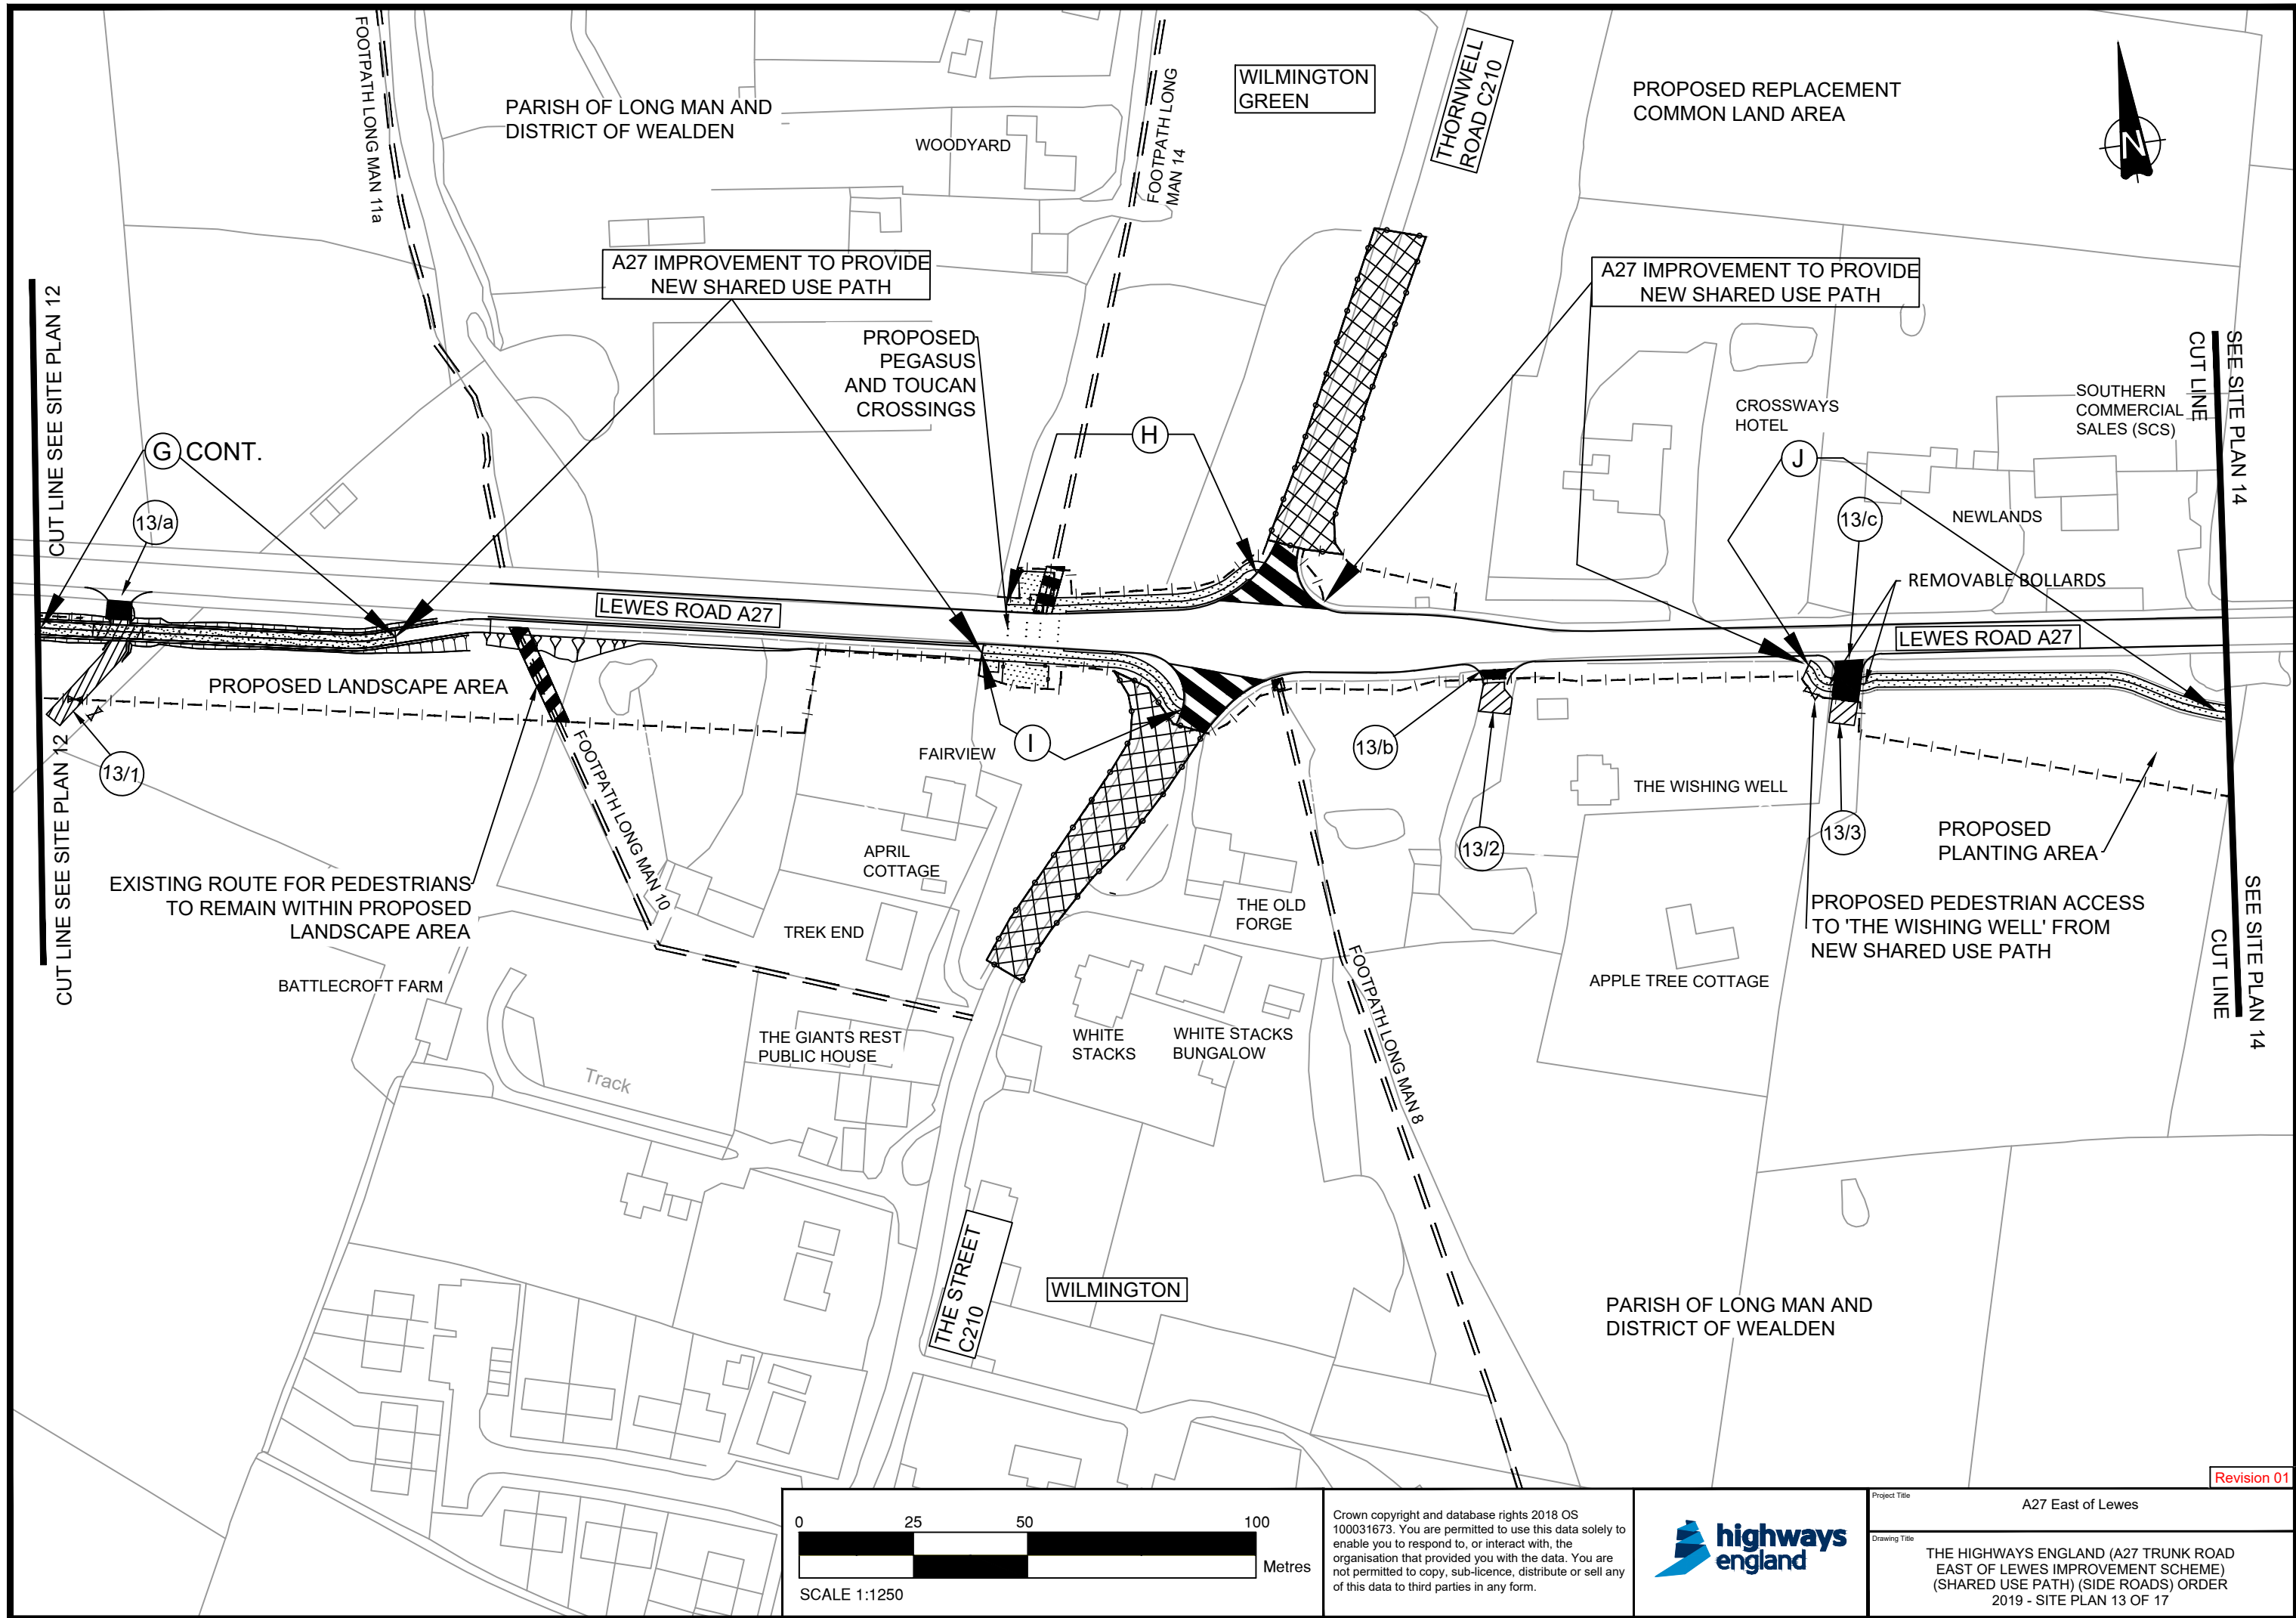 FOOTPATH LONG MAN 11a
PARISH OF LONG MAN AND
DISTRICT OF WEALDEN
WOODYARD
FOOTPATH LONG
MAN 14
WILMINGTON
GREEN
THORNWELL
ROAD C210
PROPOSED REPLACEMENT
COMMON LAND AREA
N
CUT LINE SEE SITE PLAN 12
A27 IMPROVEMENT TO PROVIDE
NEW SHARED USE PATH
PROPOSED
PEGASUS
AND TOUCAN
CROSSINGS
A27 IMPROVEMENT TO PROVIDE
NEW SHARED USE PATH
CROSSWAYS
HOTEL
SOUTHERN
COMMERCIAL
SALES (SCS)
SEE SITE PLAN 14
CUT LINE
G CONT.
H
J
13/a
13/c
NEWLANDS
REMOVABLE BOLLARDS
LEWES ROAD A27
LEWES ROAD A27
PROPOSED LANDSCAPE AREA
13/1
FOOTPATH LONG MAN 10
FAIRVIEW
I
13/b
13/2
THE WISHING WELL
13/3
PROPOSED
PLANTING AREA
CUT LINE SEE SITE PLAN 12
EXISTING ROUTE FOR PEDESTRIANS
TO REMAIN WITHIN PROPOSED
LANDSCAPE AREA
APRIL
COTTAGE
TREK END
THE OLD
FORGE
FOOTPATH LONG MAN 8
PROPOSED PEDESTRIAN ACCESS
TO 'THE WISHING WELL' FROM
NEW SHARED USE PATH
SEE SITE PLAN 14
CUT LINE
BATTLECROFT FARM
APPLE TREE COTTAGE
THE GIANTS REST
PUBLIC HOUSE
WHITE
STACKS
WHITE STACKS
BUNGALOW
Track
THE STREET
C210
WILMINGTON
PARISH OF LONG MAN AND
DISTRICT OF WEALDEN
Revision 01
0 25 50 100
Metres
SCALE 1:1250
Crown copyright and database rights 2018 OS
100031673. You are permitted to use this data solely to
enable you to respond to, or interact with, the
organisation that provided you with the data. You are
not permitted to copy, sub-licence, distribute or sell any
of this data to third parties in any form.
highways
england
Project Title
A27 East of Lewes
Drawing Title
THE HIGHWAYS ENGLAND (A27 TRUNK ROAD
EAST OF LEWES IMPROVEMENT SCHEME)
(SHARED USE PATH) (SIDE ROADS) ORDER
2019 - SITE PLAN 13 OF 17